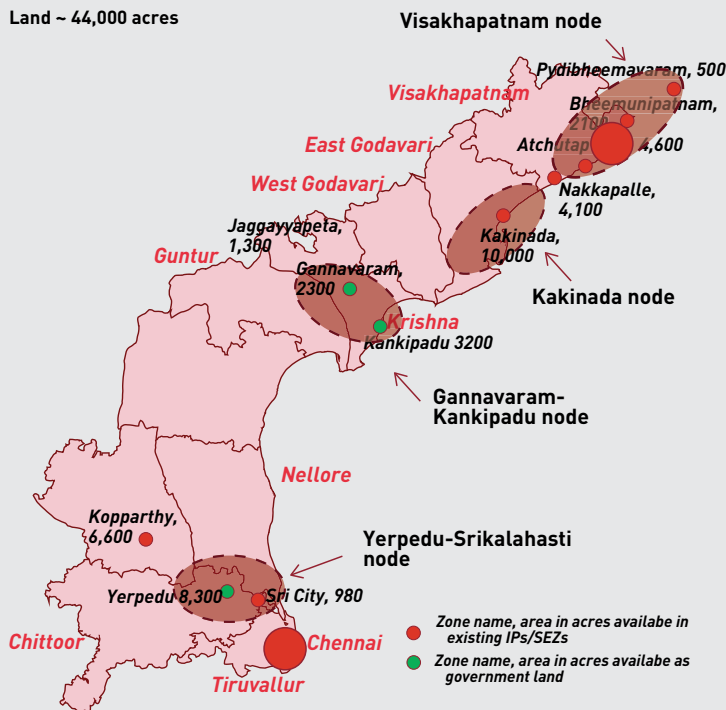 Land ~ 44,000 acres
Visakhapatnam node
Pydibheemavaram, 500
Visakhapatnam
Bheemunipatnam,
2100
East Godavari
4,600
West Godavari
Nakkapalle,
4,100
Jaggayyapeta,
1,300
Kakinada,
10,000
Guntur
Gannavaram,
2300
Kakinada node
Krishna
Kankipadu 3200
Gannavaram-
Kankipadu node
Nellore
Kopparthy,
6,600
Yerpedu-Srikalahasti
node
Yerpedu 8,300
Sri City, 980
Chittoor
Chennai
Tiruvallur
Zone name, area in acres availabe in
existing IPs/SEZs
Zone name, area in acres availabe as
government land